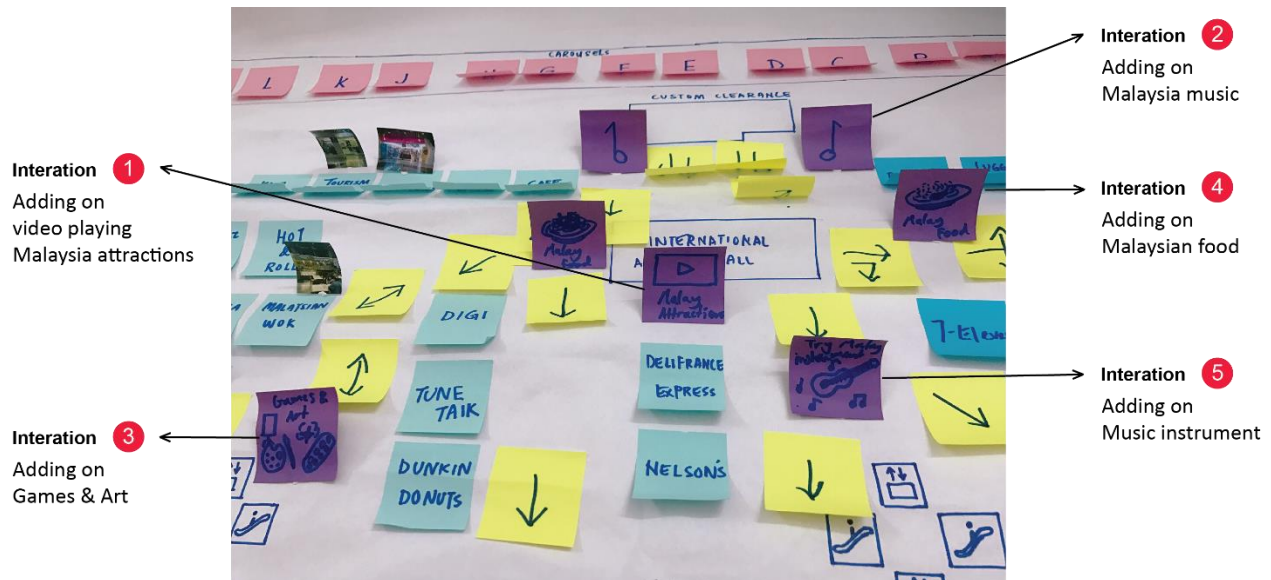 Interation 1
Adding on
video playing
Malaysia attractions
Interation 3
Adding on
Games & Art
CAROUSELS
L
K
J
H
G
F
E
D
C
CUSTOM CLEARANCE
TOURISM
CAFE
LUGG
HOT
ROLL
MALAYSIAN
WOK
Malay
Food
INTERNATIONAL
Malay
Attractions
Malay
Food
DIGI
7-Eleve
Try Malay
instrument
DELIFRANCE
EXPRESS
TUNE
TALK
Games &
Art
DUNKIN
DONUTS
NELSON'S
Interation 2
Adding on
Malaysia music
Interation 4
Adding on
Malaysian food
Interation 5
Adding on
Music instrument